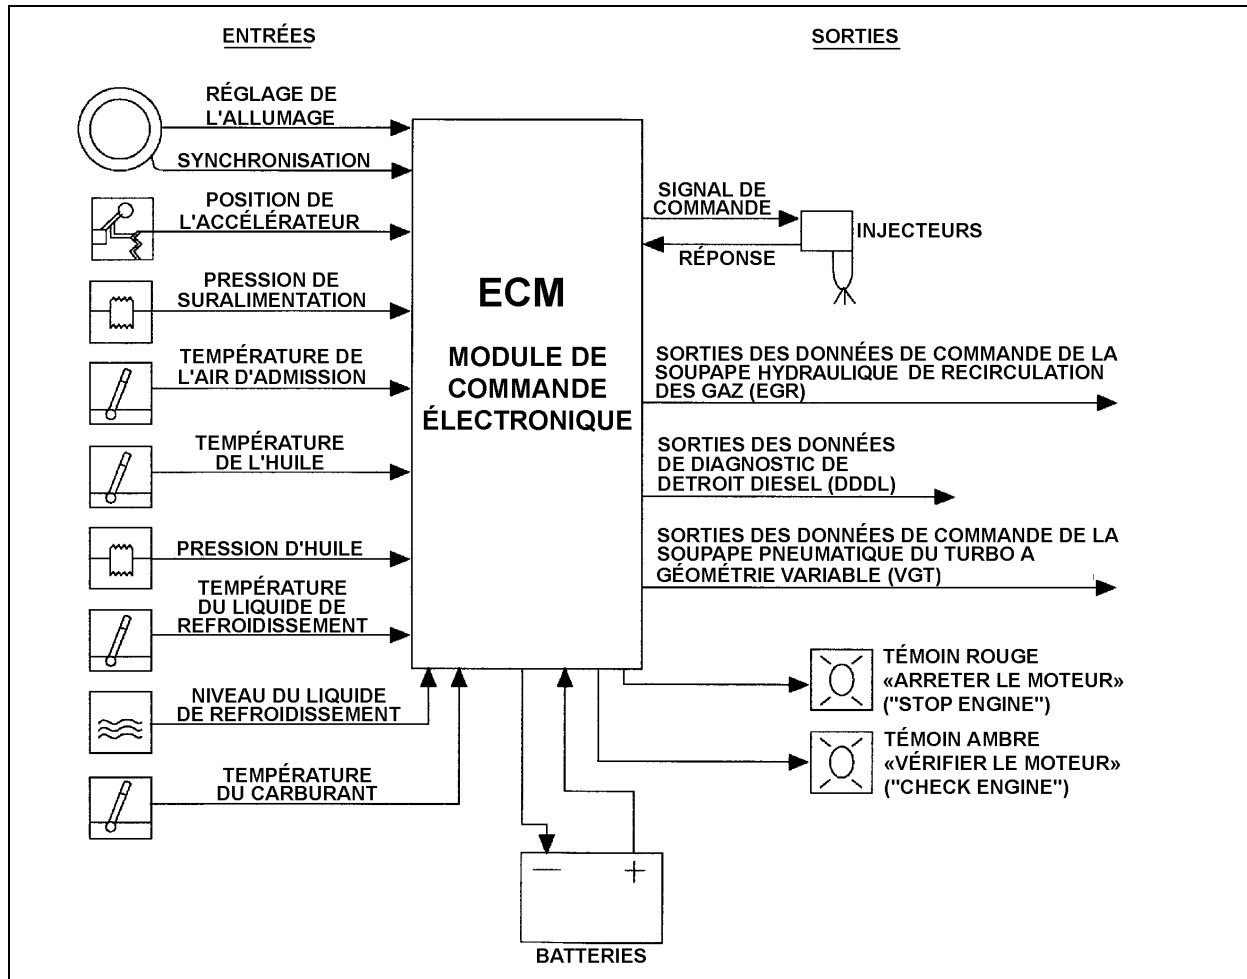 ENTRÉES
SORTIES
RÉGLAGE DE
L'ALLUMAGE
SYNCHRONISATION
POSITION DE
L'ACCÉLÉRATEUR
PRESSION DE
SURALIMENTATION
TEMPÉRATURE DE
L'AIR D'ADMISSION
TEMPÉRATURE
DE L'HUILE
PRESSION D'HUILE
TEMPÉRATURE
DU LIQUIDE DE
REFROIDISSEMENT
NIVEAU DU LIQUIDE
DE REFROIDISSEMENT
TEMPÉRATURE
DU CARBURANT
ECM
MODULE DE
COMMANDE
ÉLECTRONIQUE
SIGNAL DE
COMMANDE
RÉPONSE
INJECTEURS
SORTIES DES DONNÉES DE COMMANDE DE LA
SOUPAPE HYDRAULIQUE DE RECIRCULATION
DES GAZ (EGR)
SORTIES DES DONNÉES
DE DIAGNOSTIC DE
DETROIT DIESEL (DDDL)
SORTIES DES DONNÉES DE COMMANDE DE LA
SOUPAPE PNEUMATIQUE DU TURBO A
GÉOMÉTRIE VARIABLE (VGT)
TÉMOIN ROUGE
«ARRETER LE MOTEUR»
("STOP ENGINE")
TÉMOIN AMBRE
«VÉRIFIER LE MOTEUR»
("CHECK ENGINE")
— +
BATTERIES